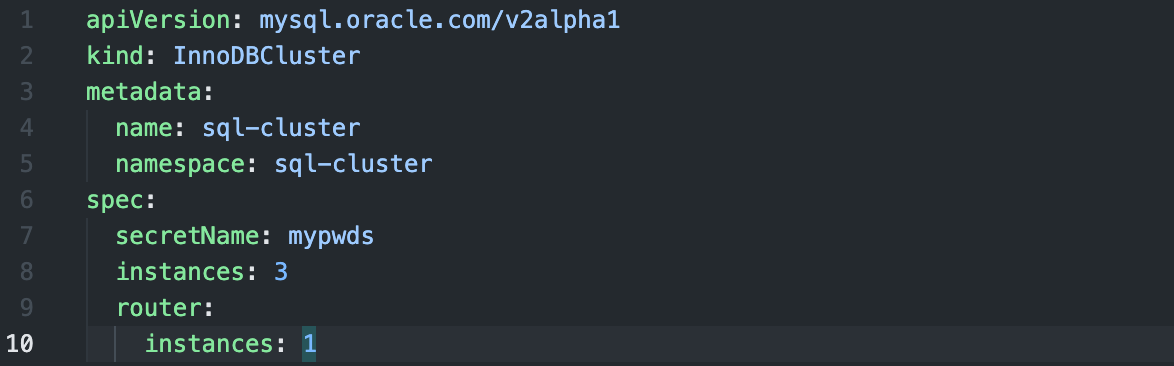 1 apiVersion: mysql.oracle.com/v2alpha1
2 kind: InnoDBCluster
3 metadata:
4   name: sql-cluster
5   namespace: sql-cluster
6 spec:
7   secretName: mypwds
8   instances: 3
9   router:
10     instances: 1